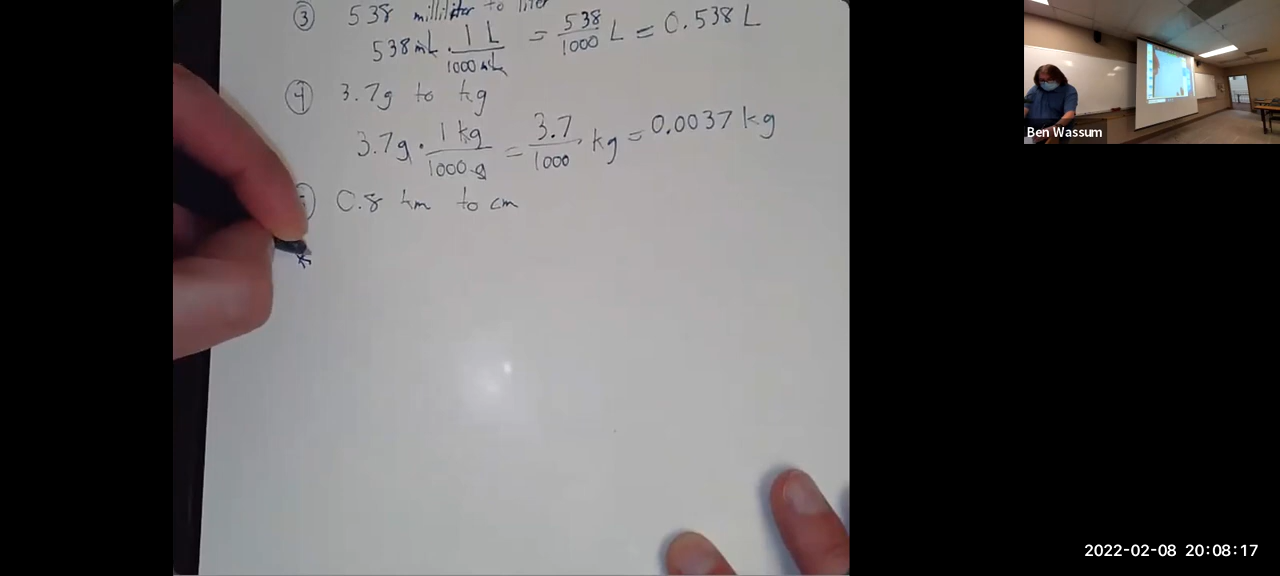 ③ 538 milliliter to liter
538 mL · 1 L / 1000 mL = 538 / 1000 L = 0.538 L
④ 3.7g to kg
3.7g · 1 kg / 1000 g = 3.7 / 1000 · kg = 0.0037 kg
0.8 hm to cm
Ben Wassum
2022-02-08 20:08:17